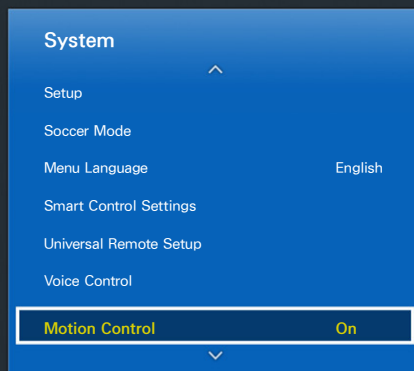 System
Setup
Soccer Mode
Menu Language English
Smart Control Settings
Universal Remote Setup
Voice Control
Motion Control On